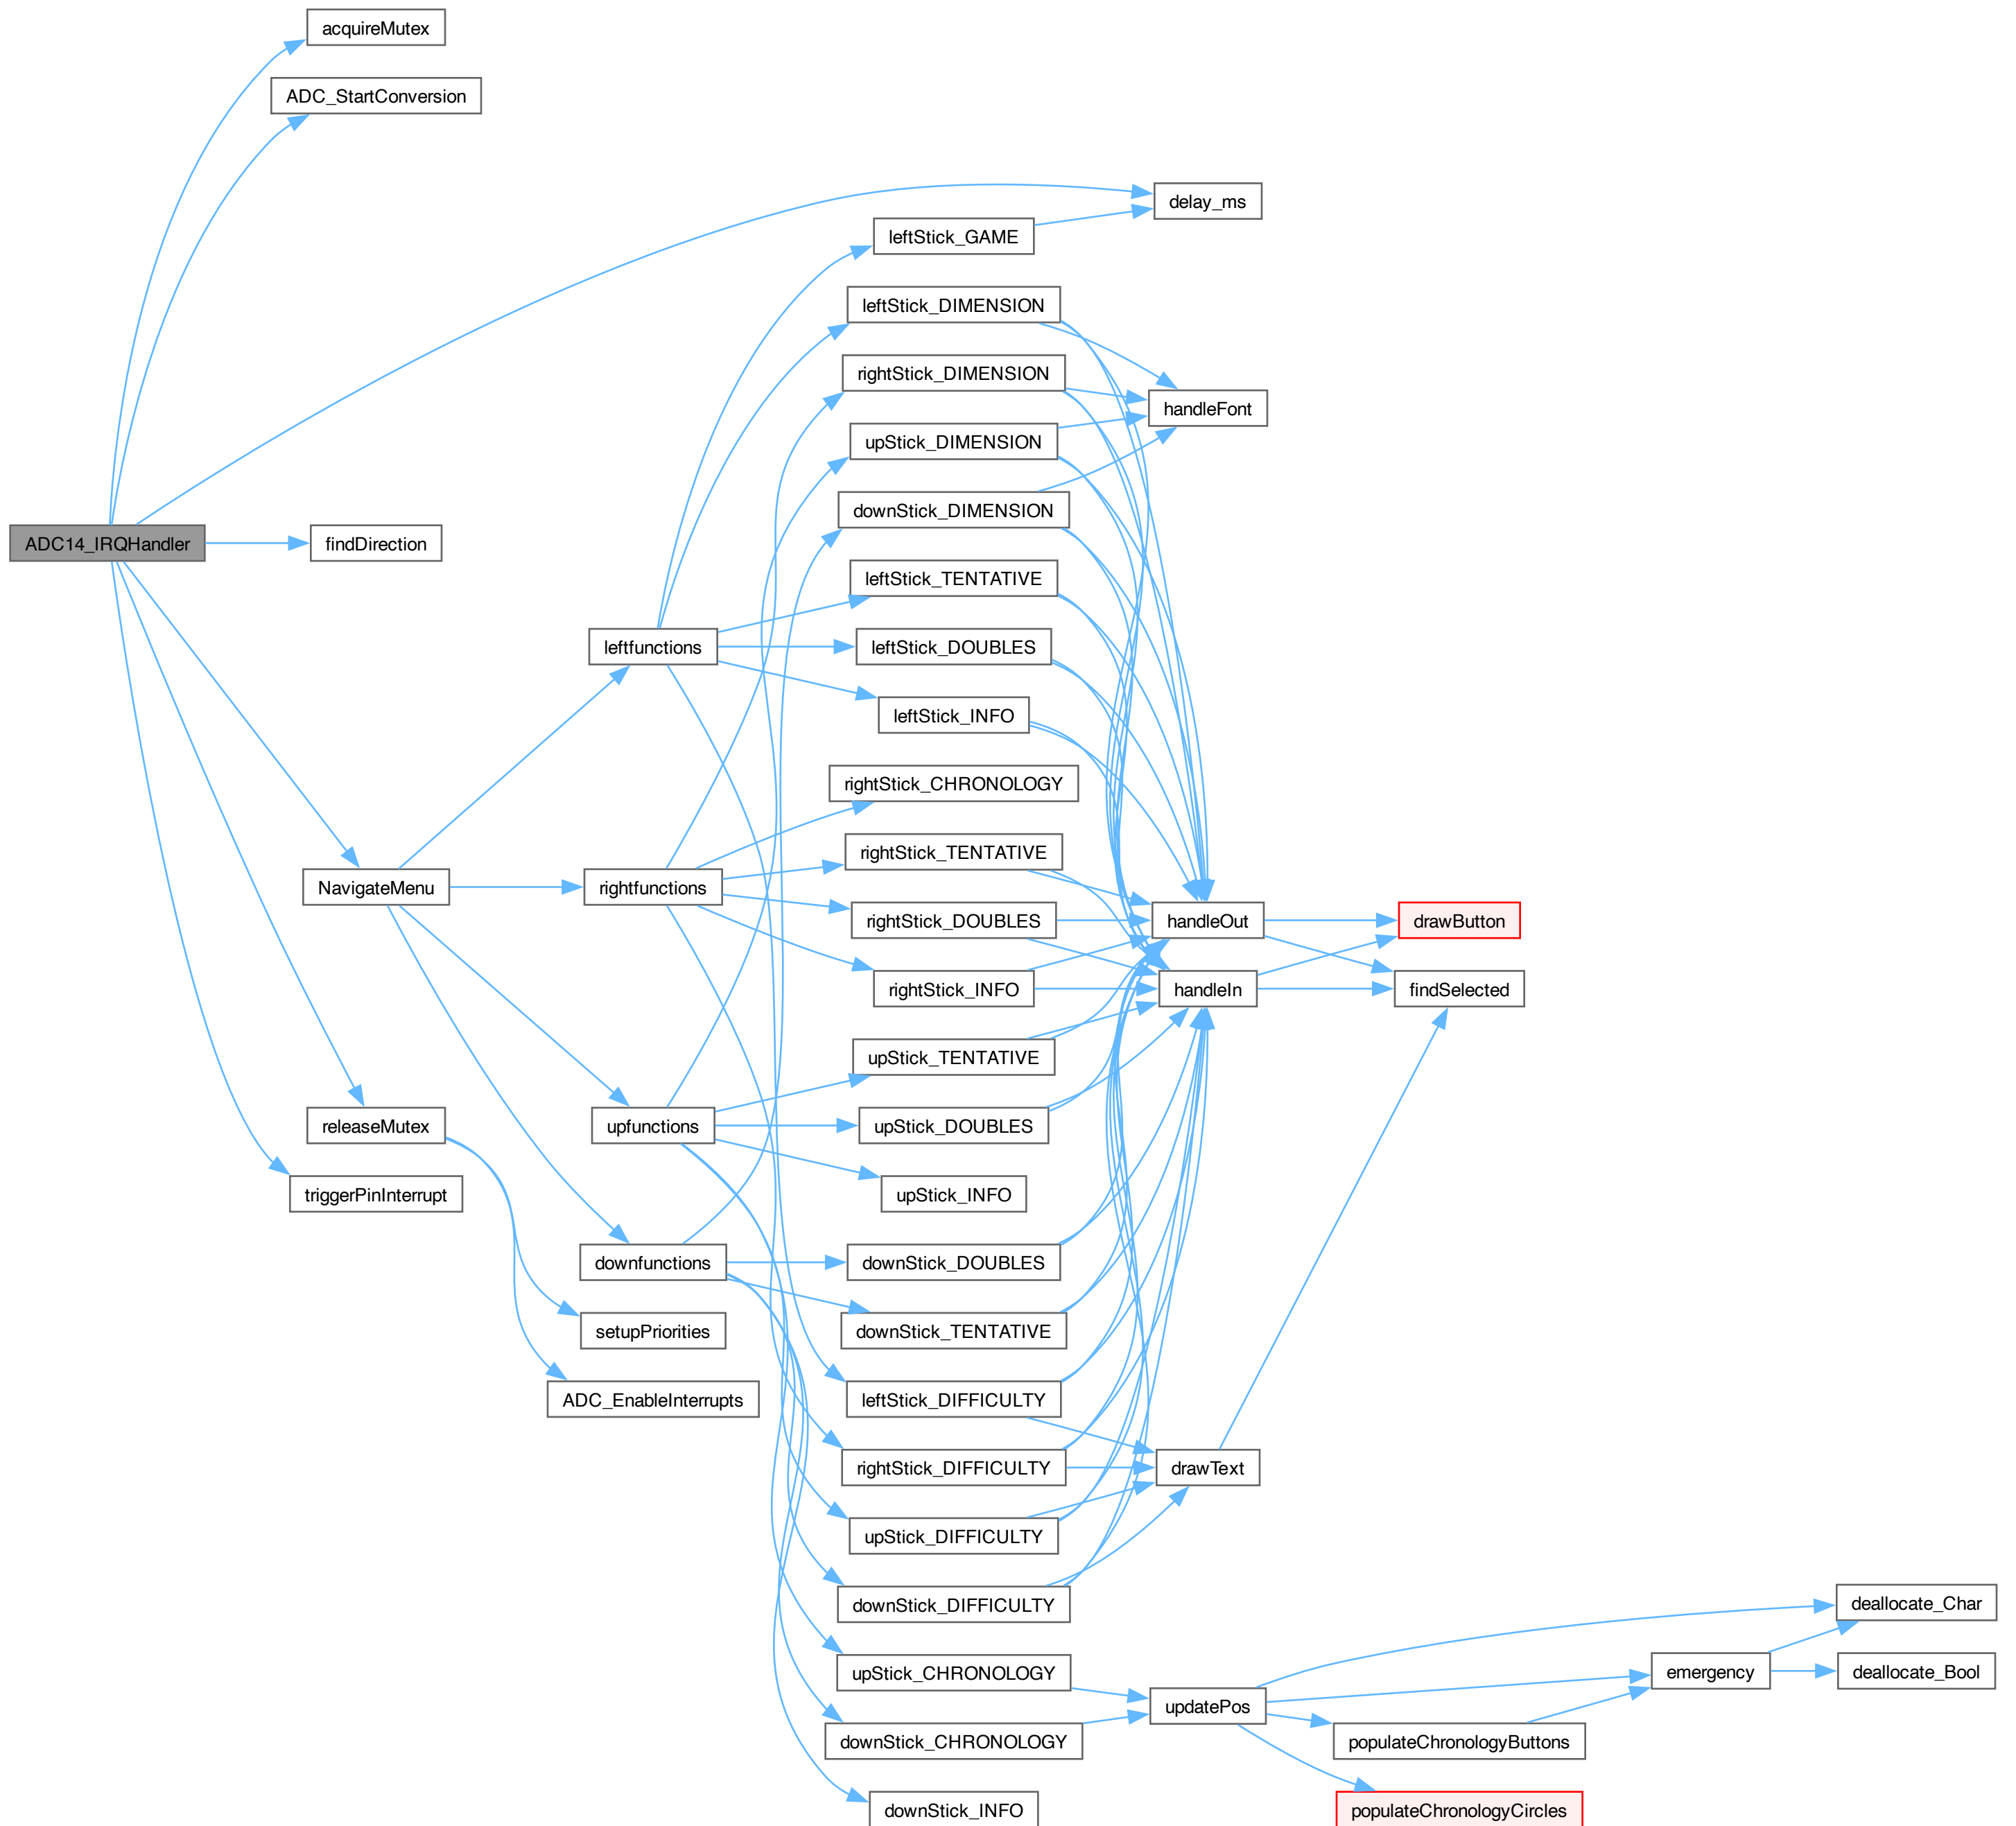 acquireMutex
ADC_StartConversion
delay_ms
leftStick_GAME
leftStick_DIMENSION
rightStick_DIMENSION
handleFont
upStick_DIMENSION
downStick_DIMENSION
ADC14_IRQHandler
findDirection
leftStick_TENTATIVE
leftfunctions
leftStick_DOUBLES
leftStick_INFO
rightStick_CHRONOLOGY
rightStick_TENTATIVE
NavigateMenu
rightfunctions
rightStick_DOUBLES
handleOut
drawButton
rightStick_INFO
handleIn
findSelected
upStick_TENTATIVE
releaseMutex
upfunctions
upStick_DOUBLES
triggerPinInterrupt
upStick_INFO
downfunctions
downStick_DOUBLES
setupPriorities
downStick_TENTATIVE
ADC_EnableInterrupts
leftStick_DIFFICULTY
rightStick_DIFFICULTY
drawText
upStick_DIFFICULTY
downStick_DIFFICULTY
deallocate_Char
upStick_CHRONOLOGY
emergency
deallocate_Bool
updatePos
downStick_CHRONOLOGY
populateChronologyButtons
downStick_INFO
populateChronologyCircles